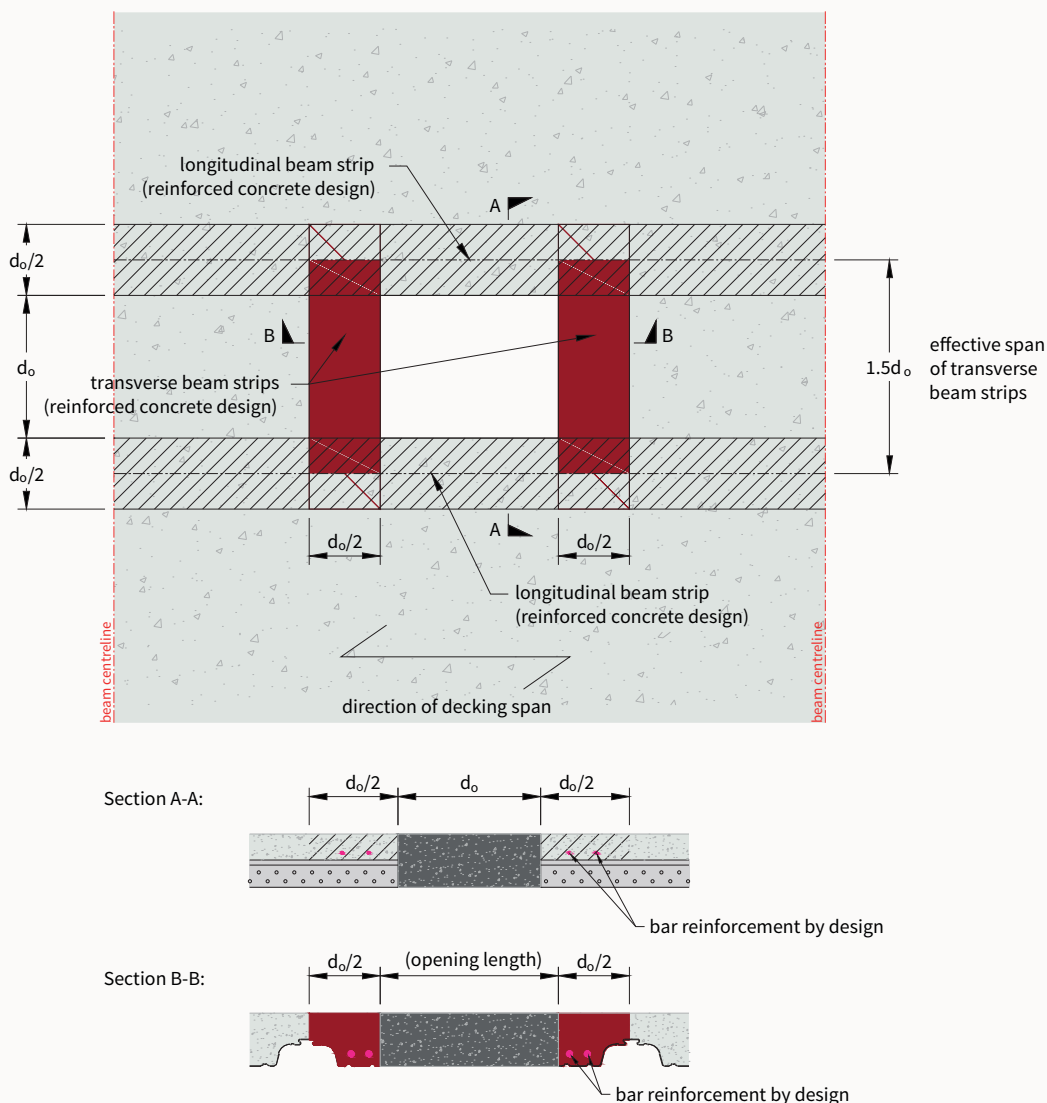 longitudinal beam strip
(reinforced concrete design)
A
dₒ/2
B
B
dₒ
1.5dₒ
effective span
of transverse
beam strips
transverse beam strips
(reinforced concrete design)
dₒ/2
A
dₒ/2
dₒ/2
longitudinal beam strip
(reinforced concrete design)
beam centreline
beam centreline
direction of decking span
Section A-A:
dₒ/2
dₒ
dₒ/2
bar reinforcement by design
Section B-B:
dₒ/2
(opening length)
dₒ/2
bar reinforcement by design